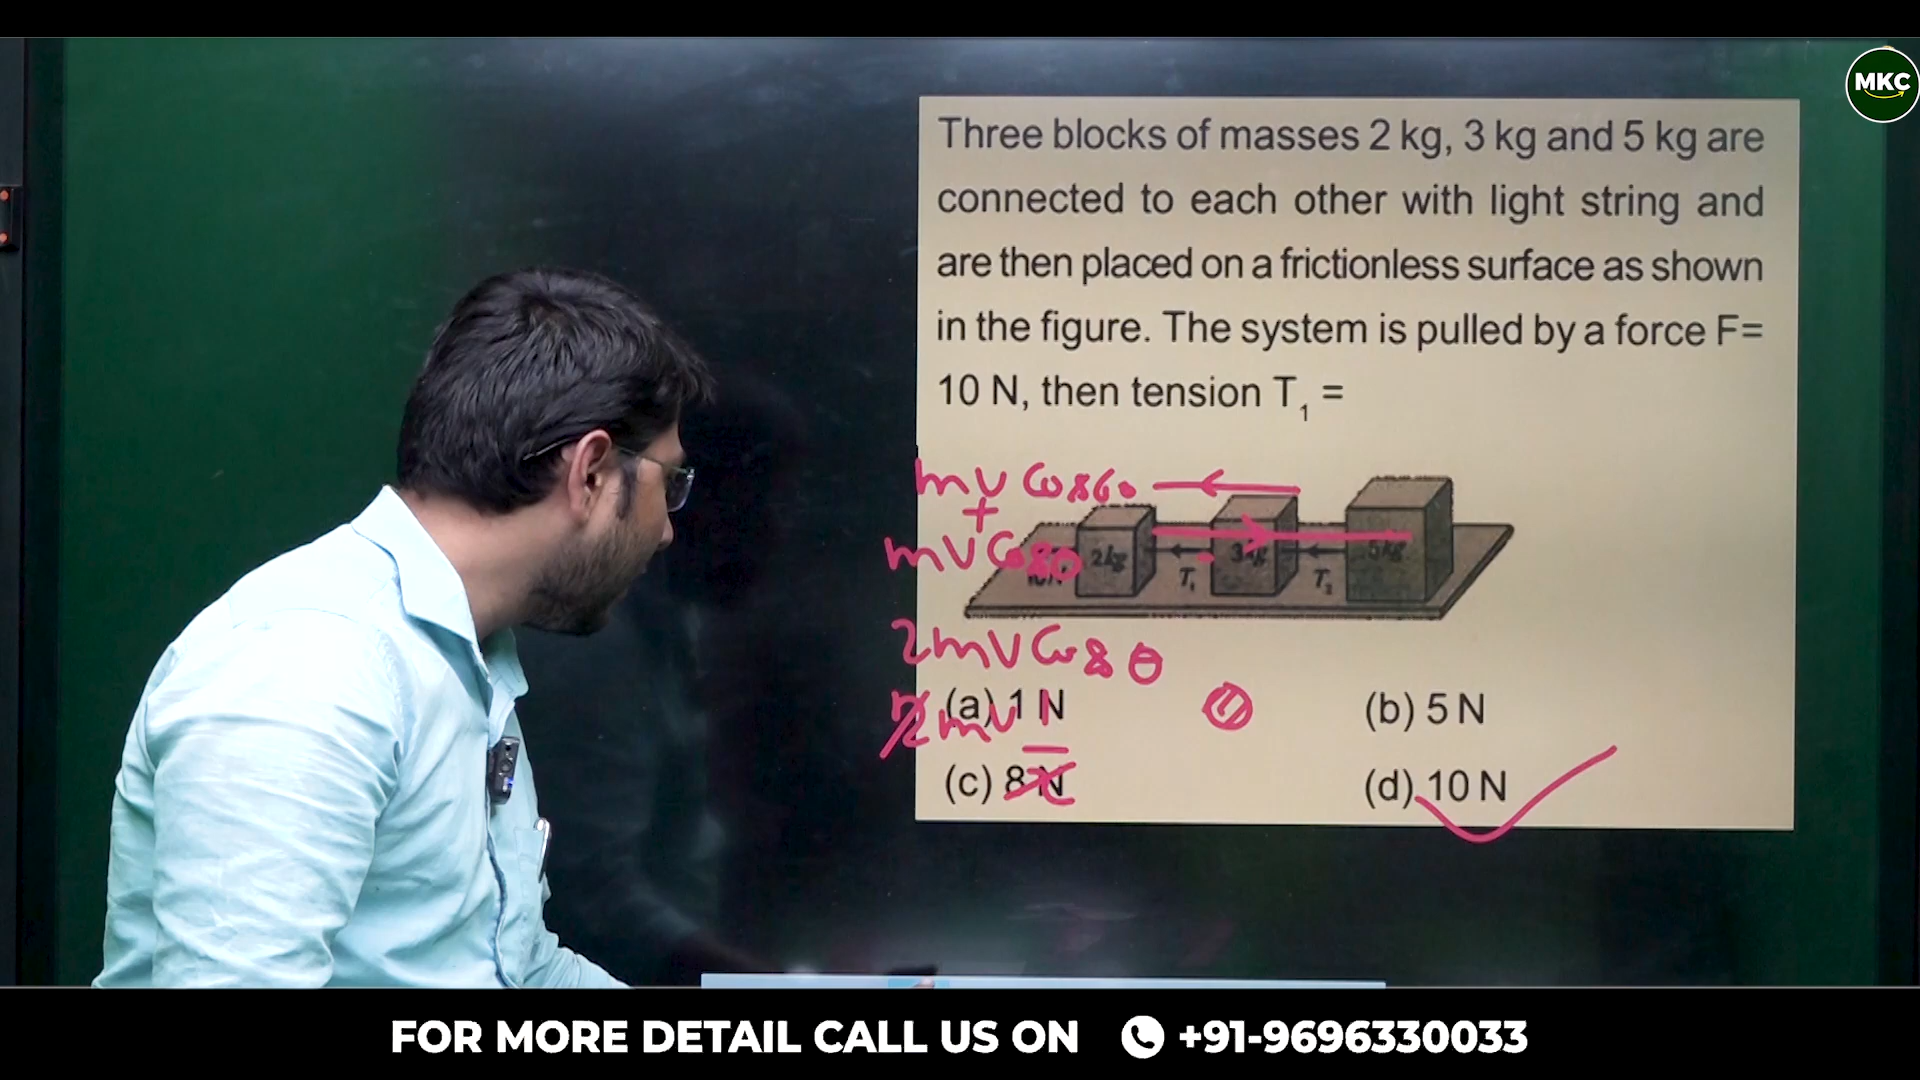 MKC
Three blocks of masses 2 kg, 3 kg and 5 kg are
connected to each other with light string and
are then placed on a frictionless surface as shown
in the figure. The system is pulled by a force F=
10 N, then tension T₁ =
mv Cos60
+
mv Cos
2kg
3kg
5kg
T₁
T₂
2mv Cos θ
(a) 1 N
(b) 5 N
2mv
(c) 8 N
(d) 10 N
FOR MORE DETAIL CALL US ON +91-9696330033